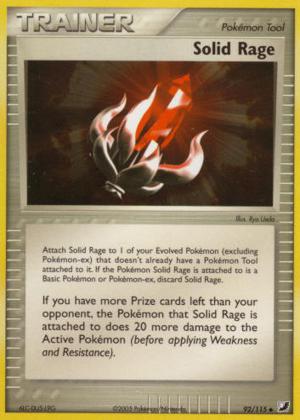 TRAINER
Pokémon Tool
Solid Rage
Illus. Ryo Ueda
Attach Solid Rage to 1 of your Evolved Pokémon (excluding
Pokémon-ex) that doesn't already have a Pokémon Tool
attached to it. If the Pokémon Solid Rage is attached to is a
Basic Pokémon or Pokémon-ex, discard Solid Rage.
If you have more Prize cards left than your
opponent, the Pokémon that Solid Rage is
attached to does 20 more damage to the
Active Pokémon (before applying Weakness
and Resistance).
©2005 Pokémon/Nintendo.
92/115